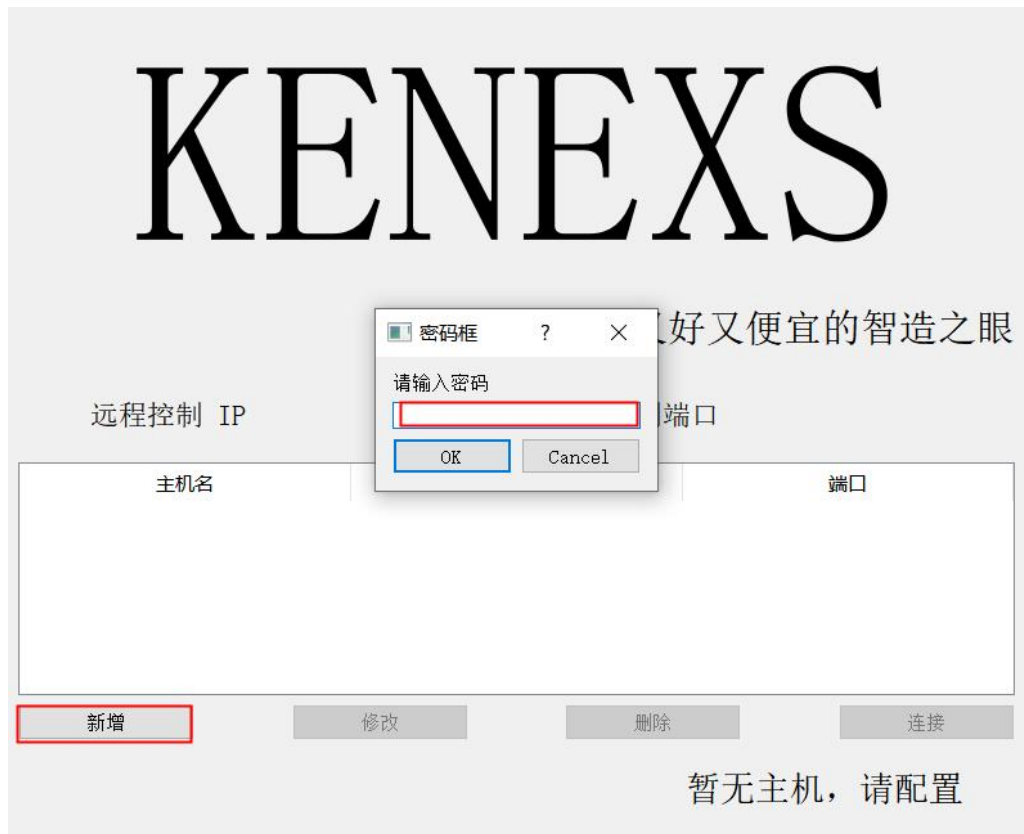 KENEXS
又好又便宜的智造之眼
密码框 ?
请输入密码
OK Cancel
远程控制 IP 端口
主机名 端口
新增 修改 删除 连接
暂无主机，请配置